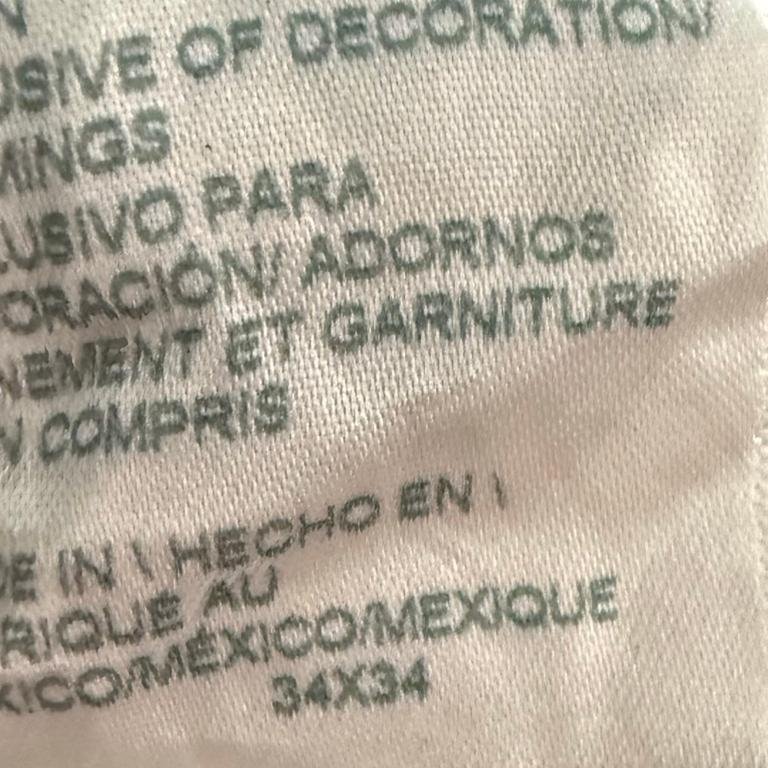 N
USIVE OF DECORATION/
MINGS
LUSIVO PARA
ORACIÓN/ ADORNOS
NEMENT ET GARNITURE
N COMPRIS
DE IN \ HECHO EN \
RIQUE AU
XICO/MÉXICO/MEXIQUE
34X34